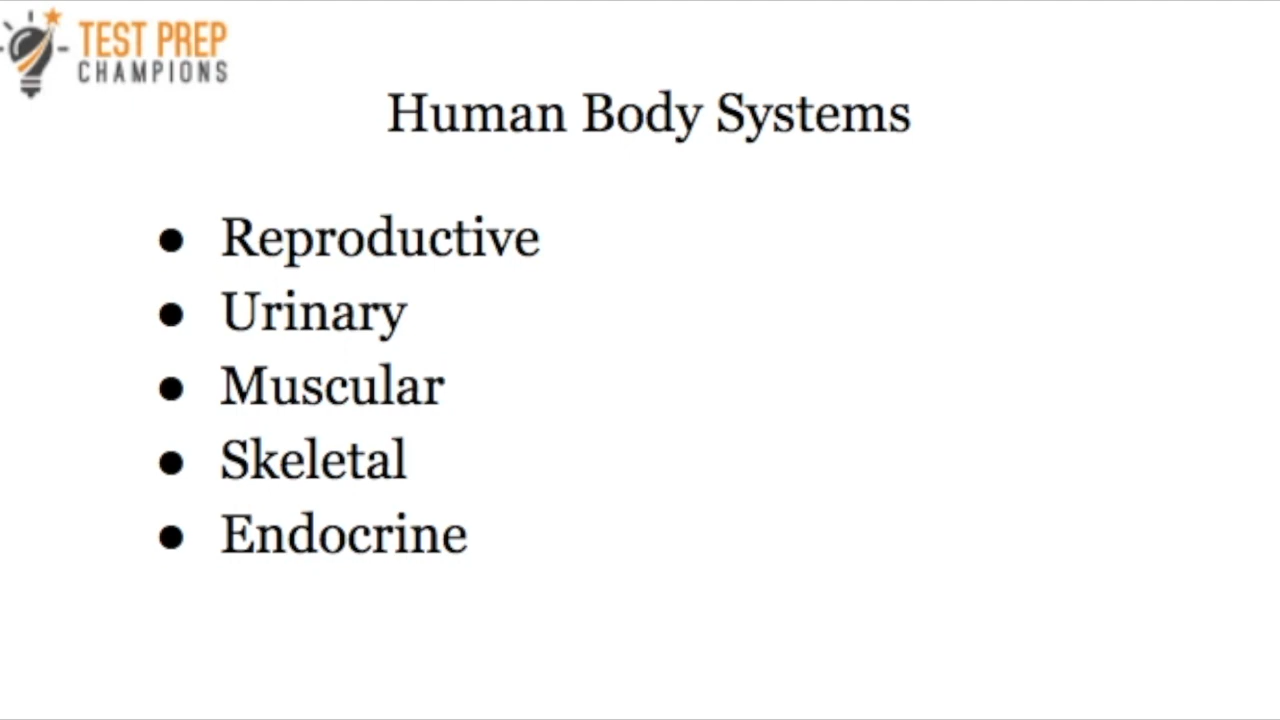 TEST PREP
CHAMPIONS
Human Body Systems
● Reproductive
● Urinary
● Muscular
● Skeletal
● Endocrine